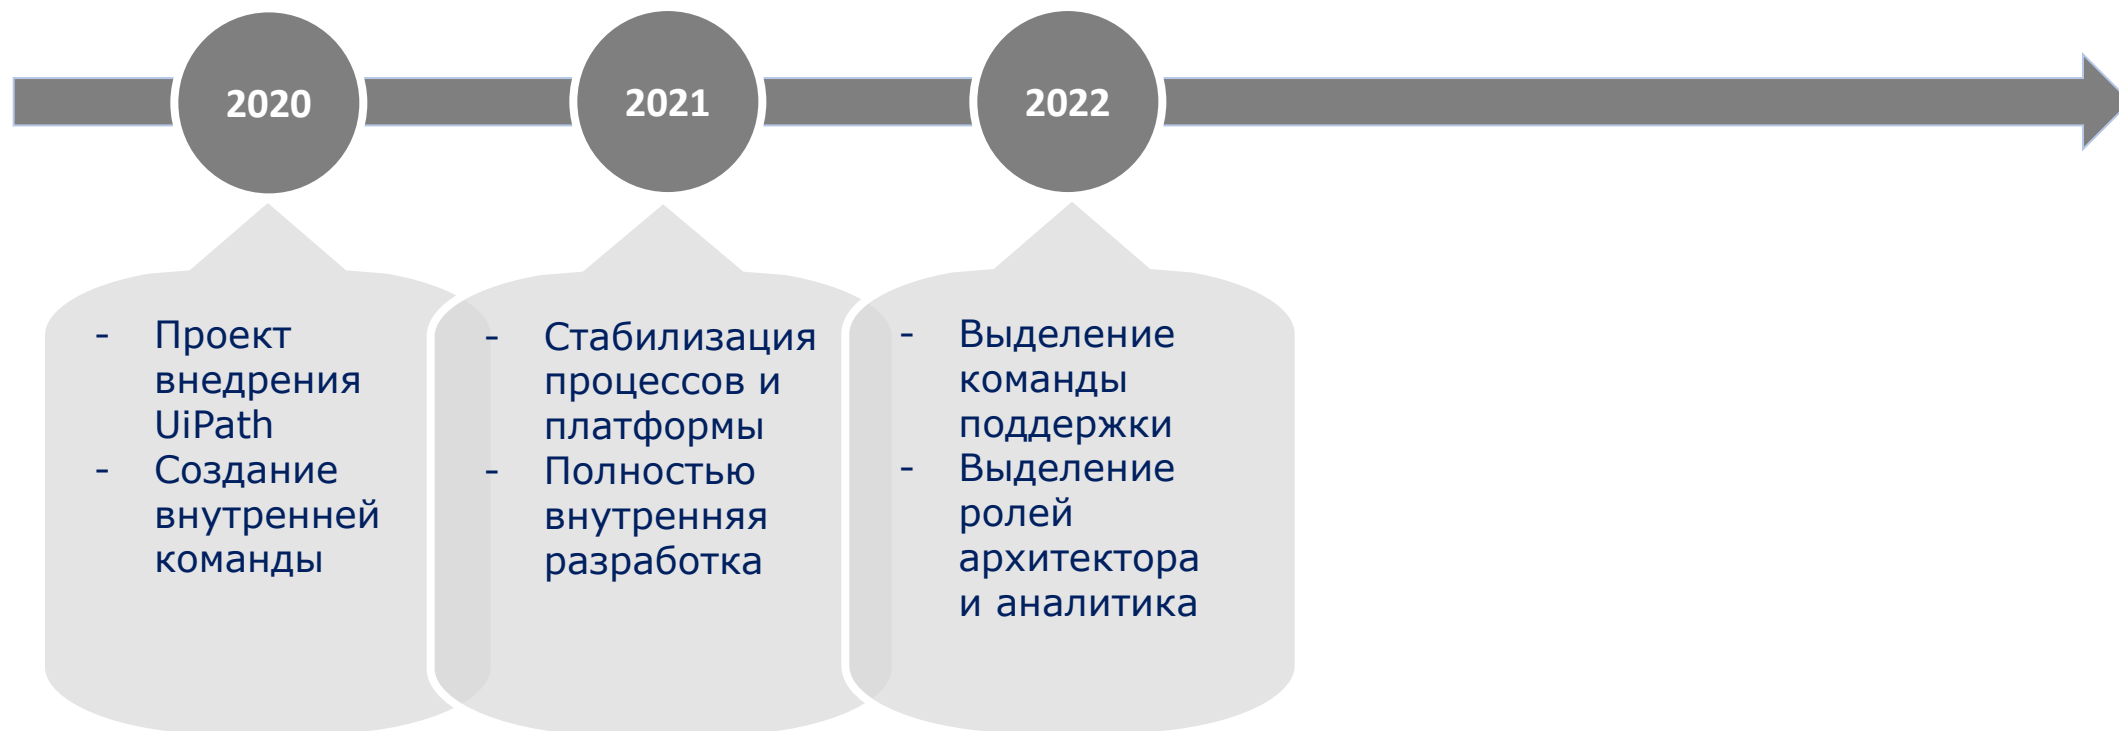 2020
2021
2022
- Проект
внедрения
UiPath
- Создание
внутренней
команды
- Стабилизация
процессов и
платформы
- Полностью
внутренняя
разработка
- Выделение
команды
поддержки
- Выделение
ролей
архитектора
и аналитика